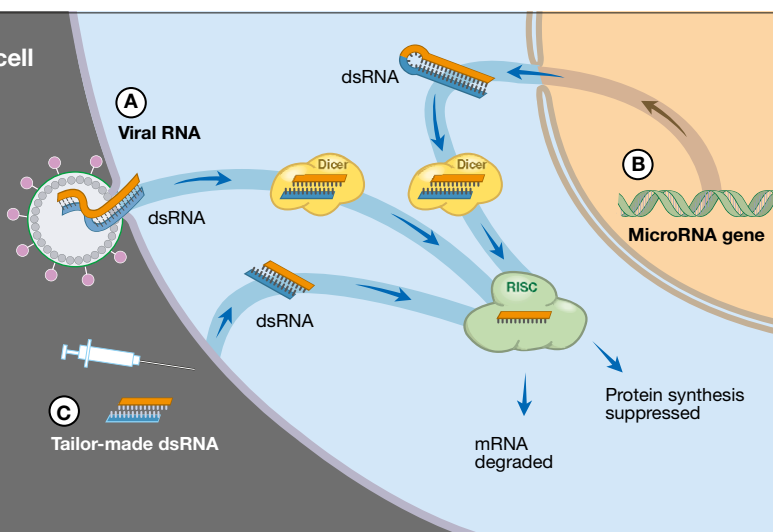 cell
A
Viral RNA
dsRNA
dsRNA
Dicer
Dicer
B
MicroRNA gene
dsRNA
RISC
C
Tailor-made dsRNA
Protein synthesis
suppressed
mRNA
degraded